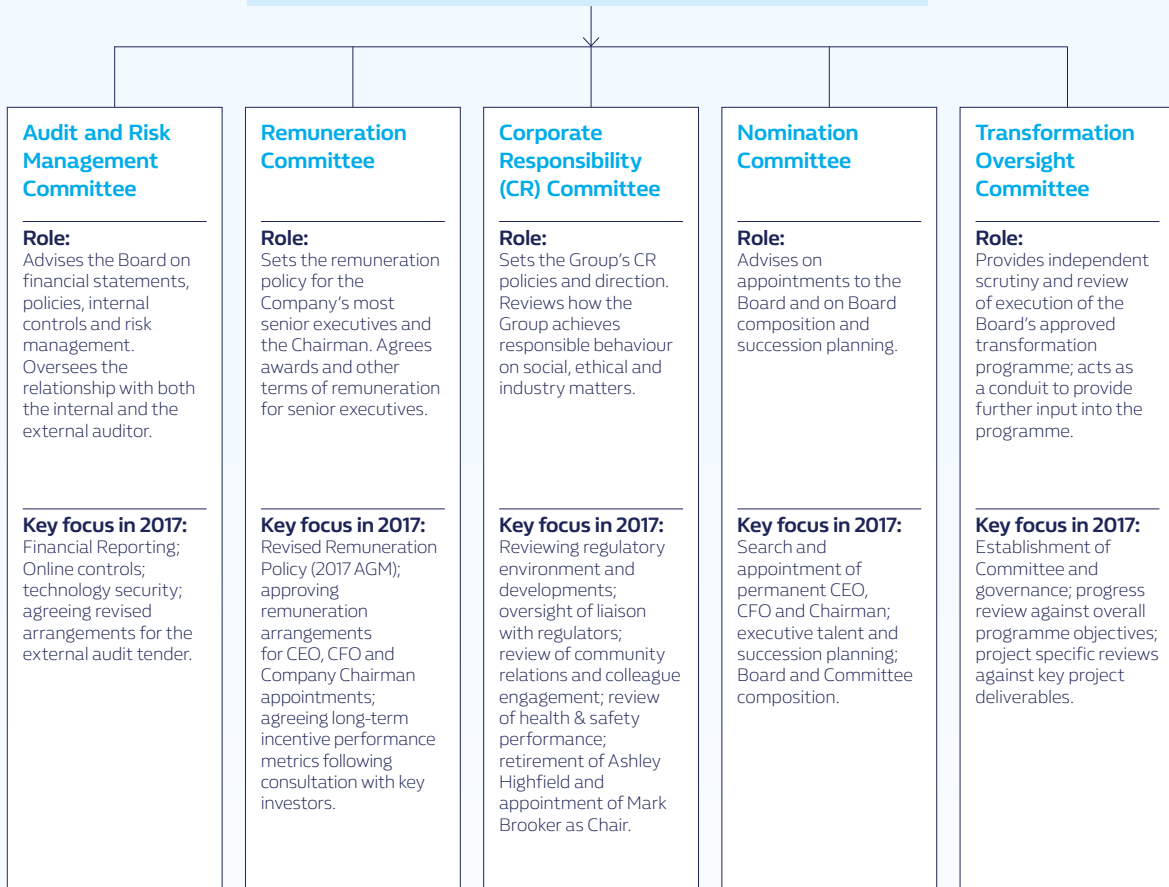 Audit and Risk
Management
Committee
Role:
Advises the Board on
financial statements,
policies, internal
controls and risk
management.
Oversees the
relationship with both
the internal and the
external auditor.
Key focus in 2017:
Financial Reporting;
Online controls;
technology security;
agreeing revised
arrangements for the
external audit tender.
Remuneration
Committee
Role:
Sets the remuneration
policy for the
Company's most
senior executives and
the Chairman. Agrees
awards and other
terms of remuneration
for senior executives.
Key focus in 2017:
Revised Remuneration
Policy (2017 AGM);
approving
remuneration
arrangements
for CEO, CFO and
Company Chairman
appointments;
agreeing long-term
incentive performance
metrics following
consultation with key
investors.
Corporate
Responsibility
(CR) Committee
Role:
Sets the Group's CR
policies and direction.
Reviews how the
Group achieves
responsible behaviour
on social, ethical and
industry matters.
Key focus in 2017:
Reviewing regulatory
environment and
developments;
oversight of liaison
with regulators;
review of community
relations and colleague
engagement; review
of health & safety
performance;
retirement of Ashley
Highfield and
appointment of Mark
Brooker as Chair.
Nomination
Committee
Role:
Advises on
appointments to the
Board and on Board
composition and
succession planning.
Key focus in 2017:
Search and
appointment of
permanent CEO,
CFO and Chairman;
executive talent and
succession planning;
Board and Committee
composition.
Transformation
Oversight
Committee
Role:
Provides independent
scrutiny and review
of execution of the
Board's approved
transformation
programme; acts as
a conduit to provide
further input into the
programme.
Key focus in 2017:
Establishment of
Committee and
governance; progress
review against overall
programme objectives;
project specific reviews
against key project
deliverables.